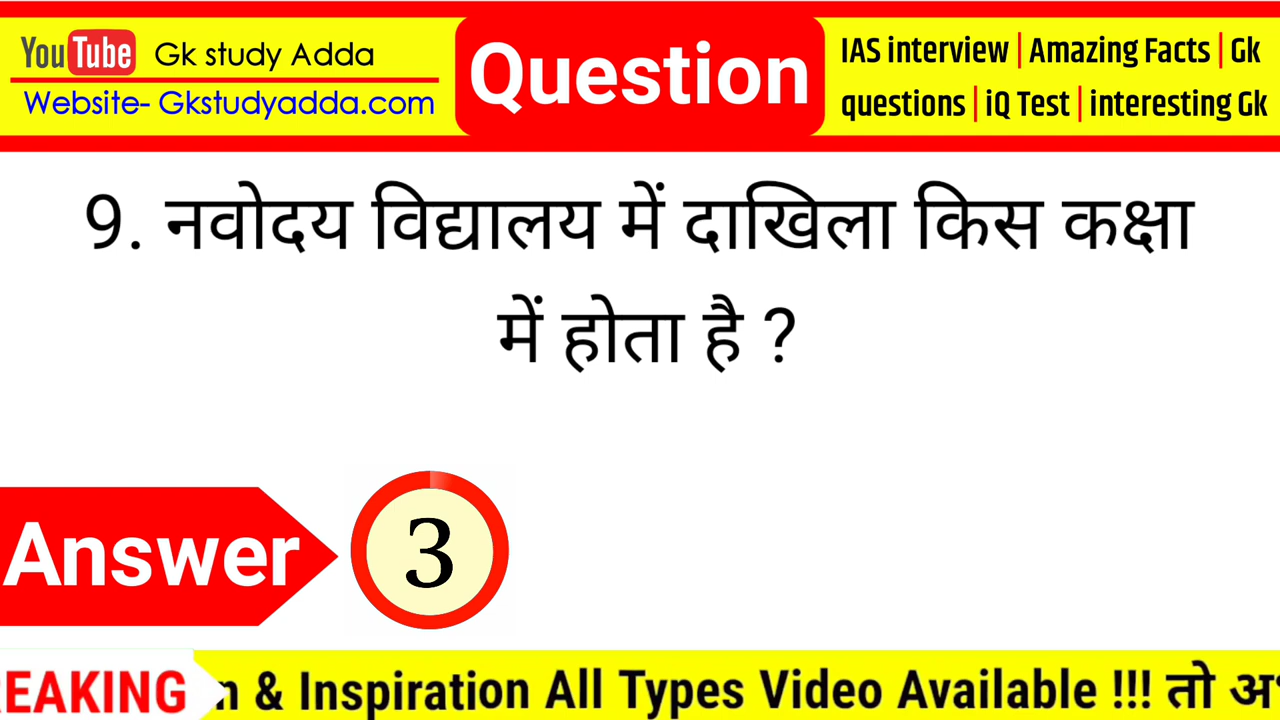 YouTube Gk study Adda
Website- Gkstudyadda.com
Question
IAS interview | Amazing Facts | Gk
questions | iQ Test | interesting Gk
9. नवोदय विद्यालय में दाखिला किस कक्षा
में होता है ?
Answer
3
& Inspiration All Types Video Available !!! तो